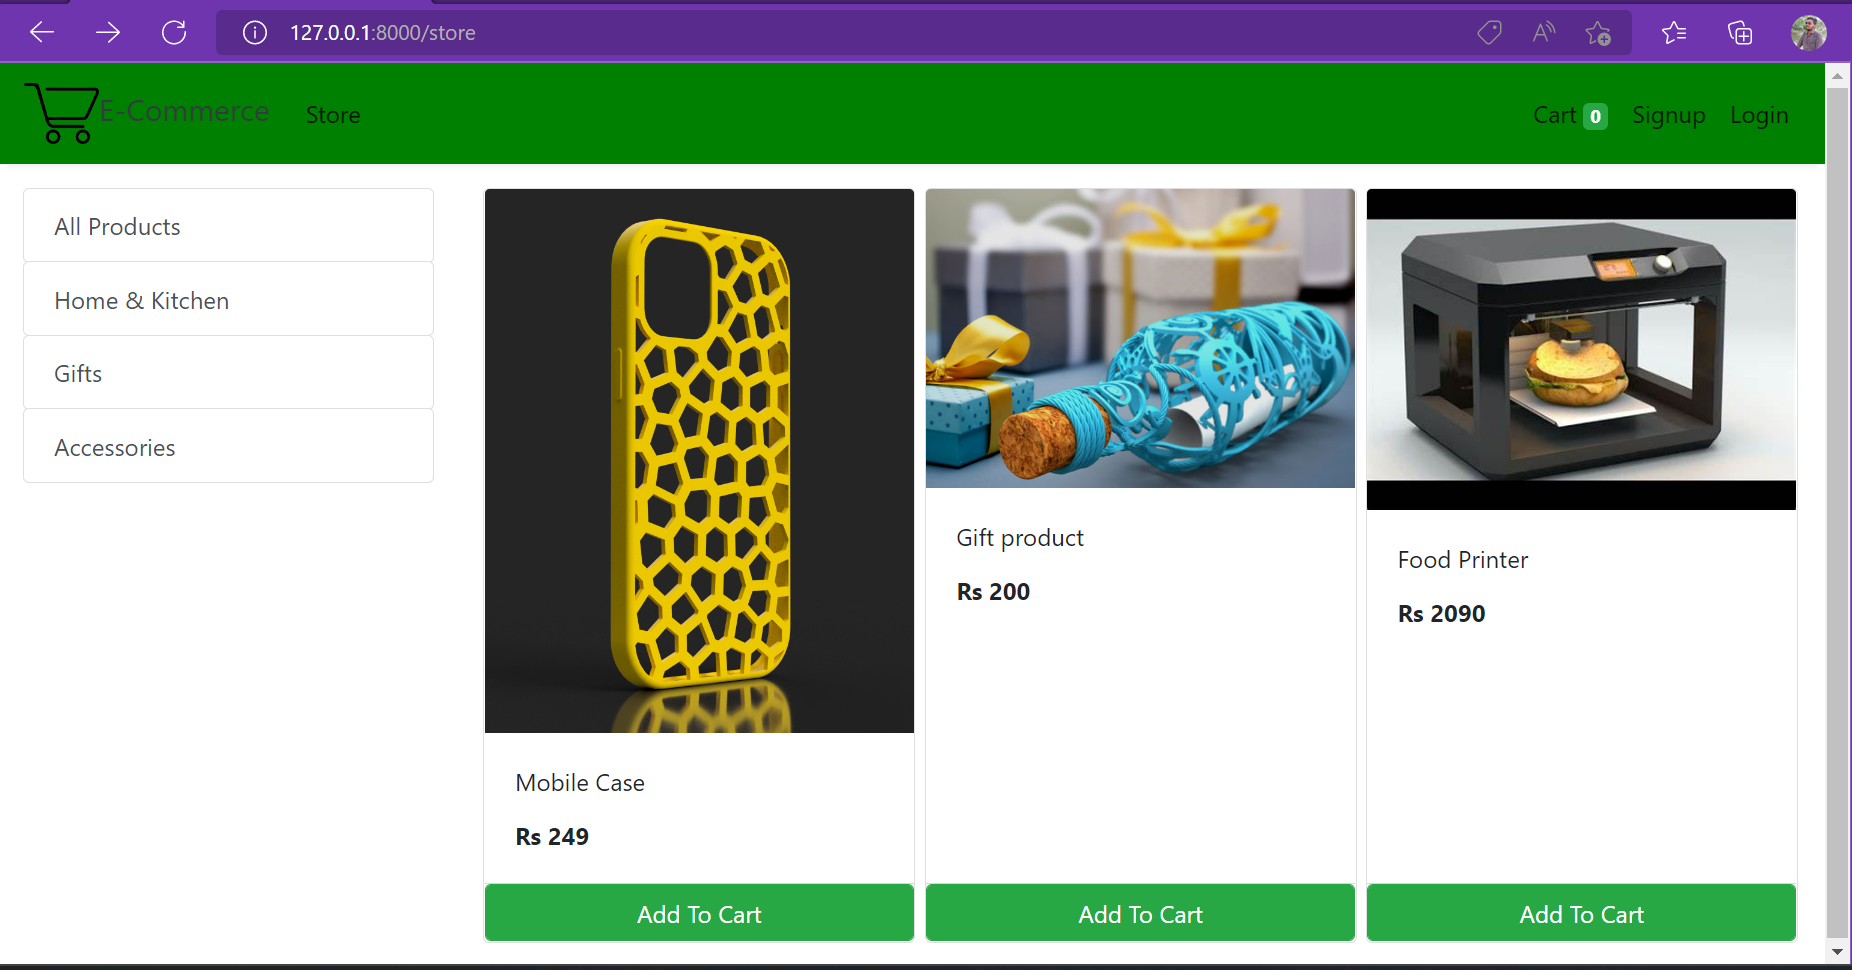 127.0.0.1:8000/store
E-Commerce
Store
Cart 0
Signup
Login
All Products
Home & Kitchen
Gifts
Accessories
Mobile Case
Rs 249
Add To Cart
Gift product
Rs 200
Add To Cart
Food Printer
Rs 2090
Add To Cart